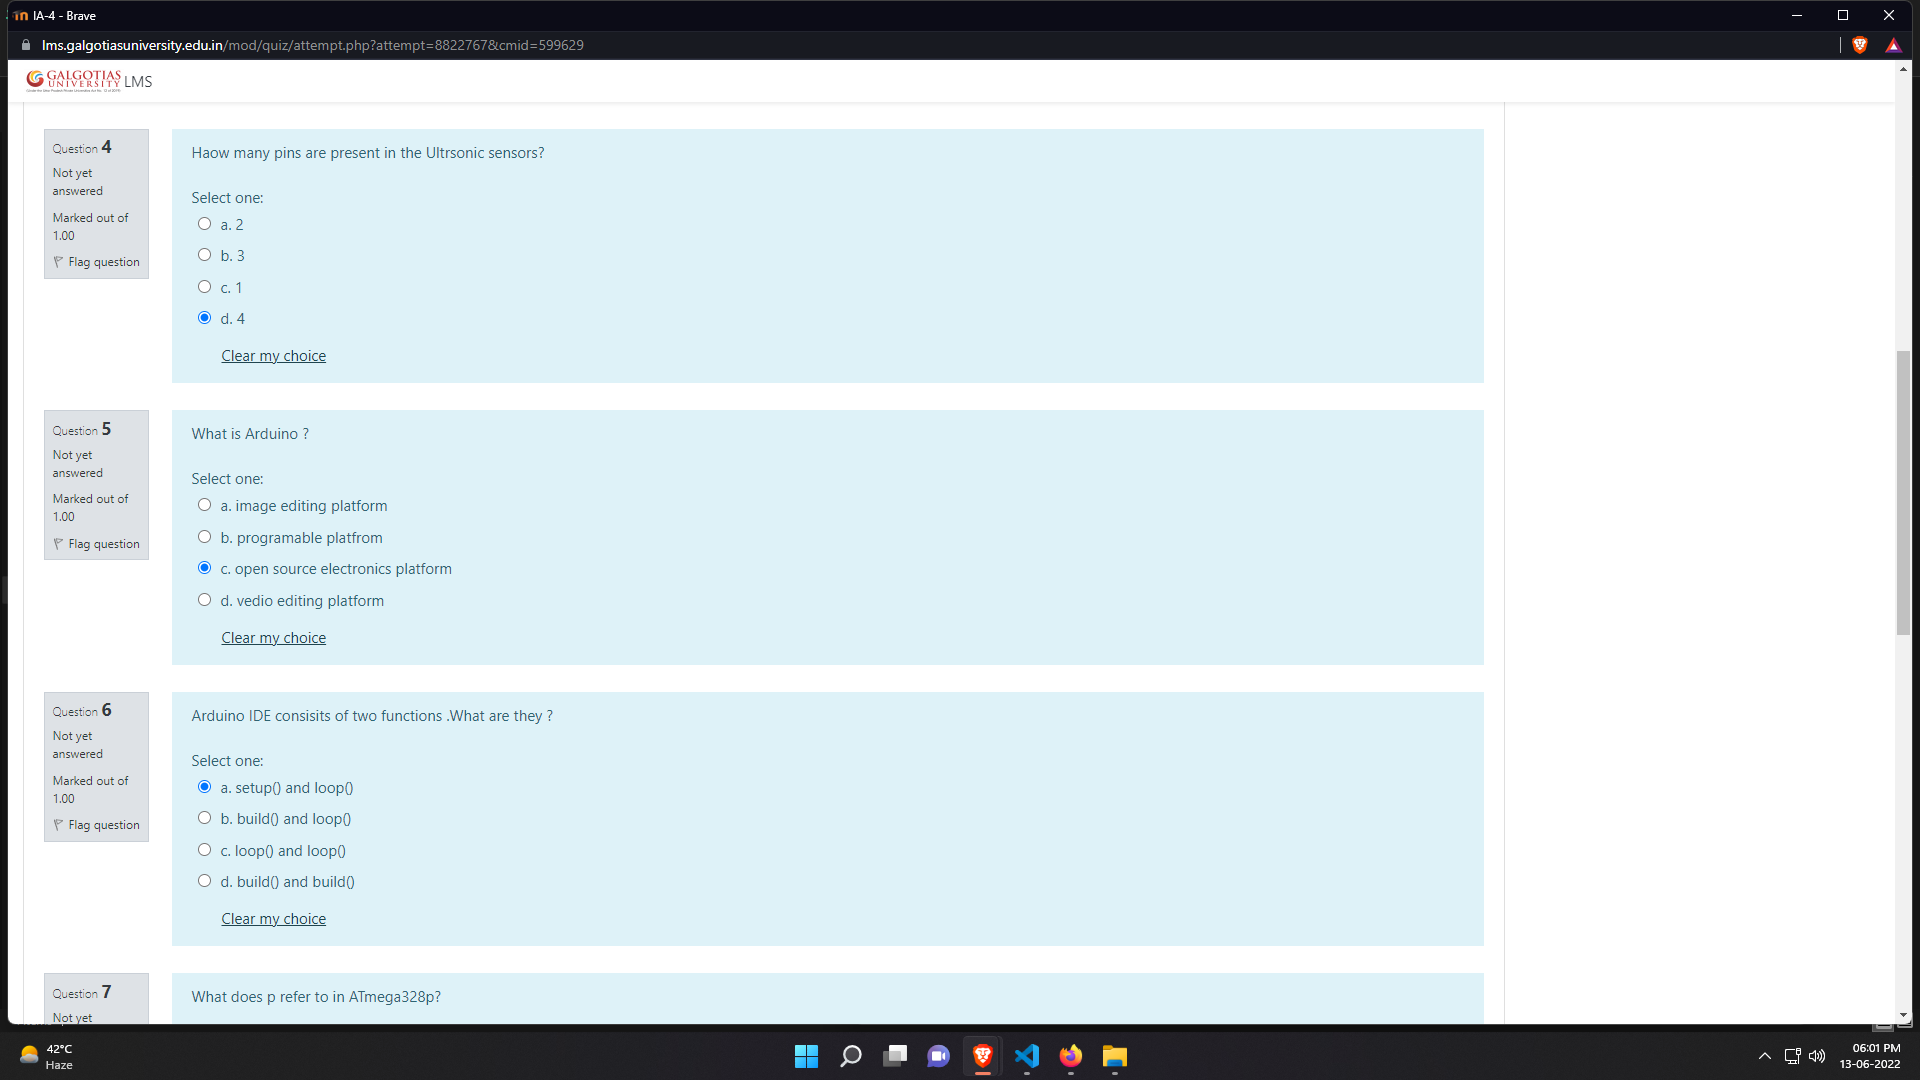 IA-4 - Brave
lms.galgotiasuniversity.edu.in/mod/quiz/attempt.php?attempt=8822767&cmid=599629
GALGOTIAS
UNIVERSITY LMS
Question 4
Not yet
answered
Marked out of
1.00
Flag question
Haow many pins are present in the Ultrsonic sensors?
Select one:
a. 2
b. 3
c. 1
d. 4
Clear my choice
Question 5
Not yet
answered
Marked out of
1.00
Flag question
What is Arduino ?
Select one:
a. image editing platform
b. programable platfrom
c. open source electronics platform
d. vedio editing platform
Clear my choice
Question 6
Not yet
answered
Marked out of
1.00
Flag question
Arduino IDE consisits of two functions .What are they ?
Select one:
a. setup() and loop()
b. build() and loop()
c. loop() and loop()
d. build() and build()
Clear my choice
Question 7
Not yet
What does p refer to in ATmega328p?
42°C
Haze
06:01 PM
13-06-2022